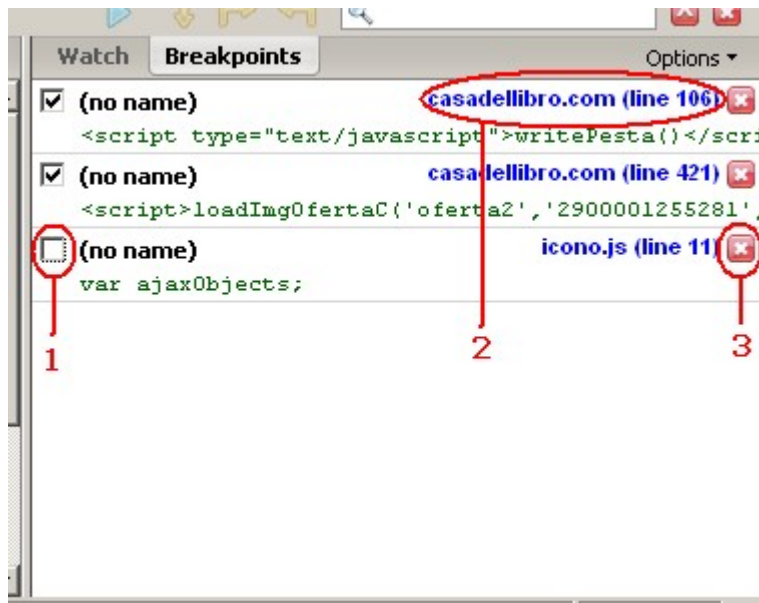 Watch Breakpoints Options
(no name) casadellibro.com (line 106)
<script type="text/javascript">writePesta()</scri
(no name) casadellibro.com (line 421)
<script>loadImgOfertaC('oferta2','2900001255281',
(no name) icono.js (line 11)
var ajaxObjects;
1 2 3